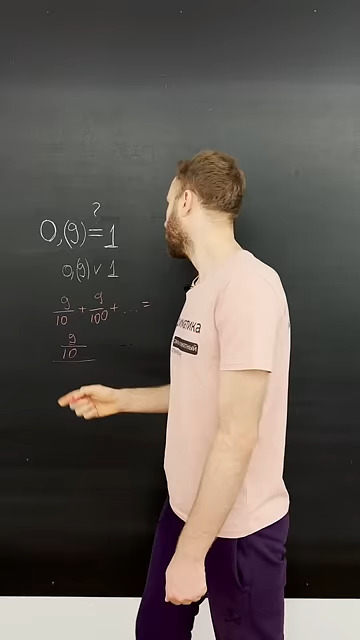 ?
0,(9)=1
0,(9) v 1
9/10 + 9/100 + ... =
9/10